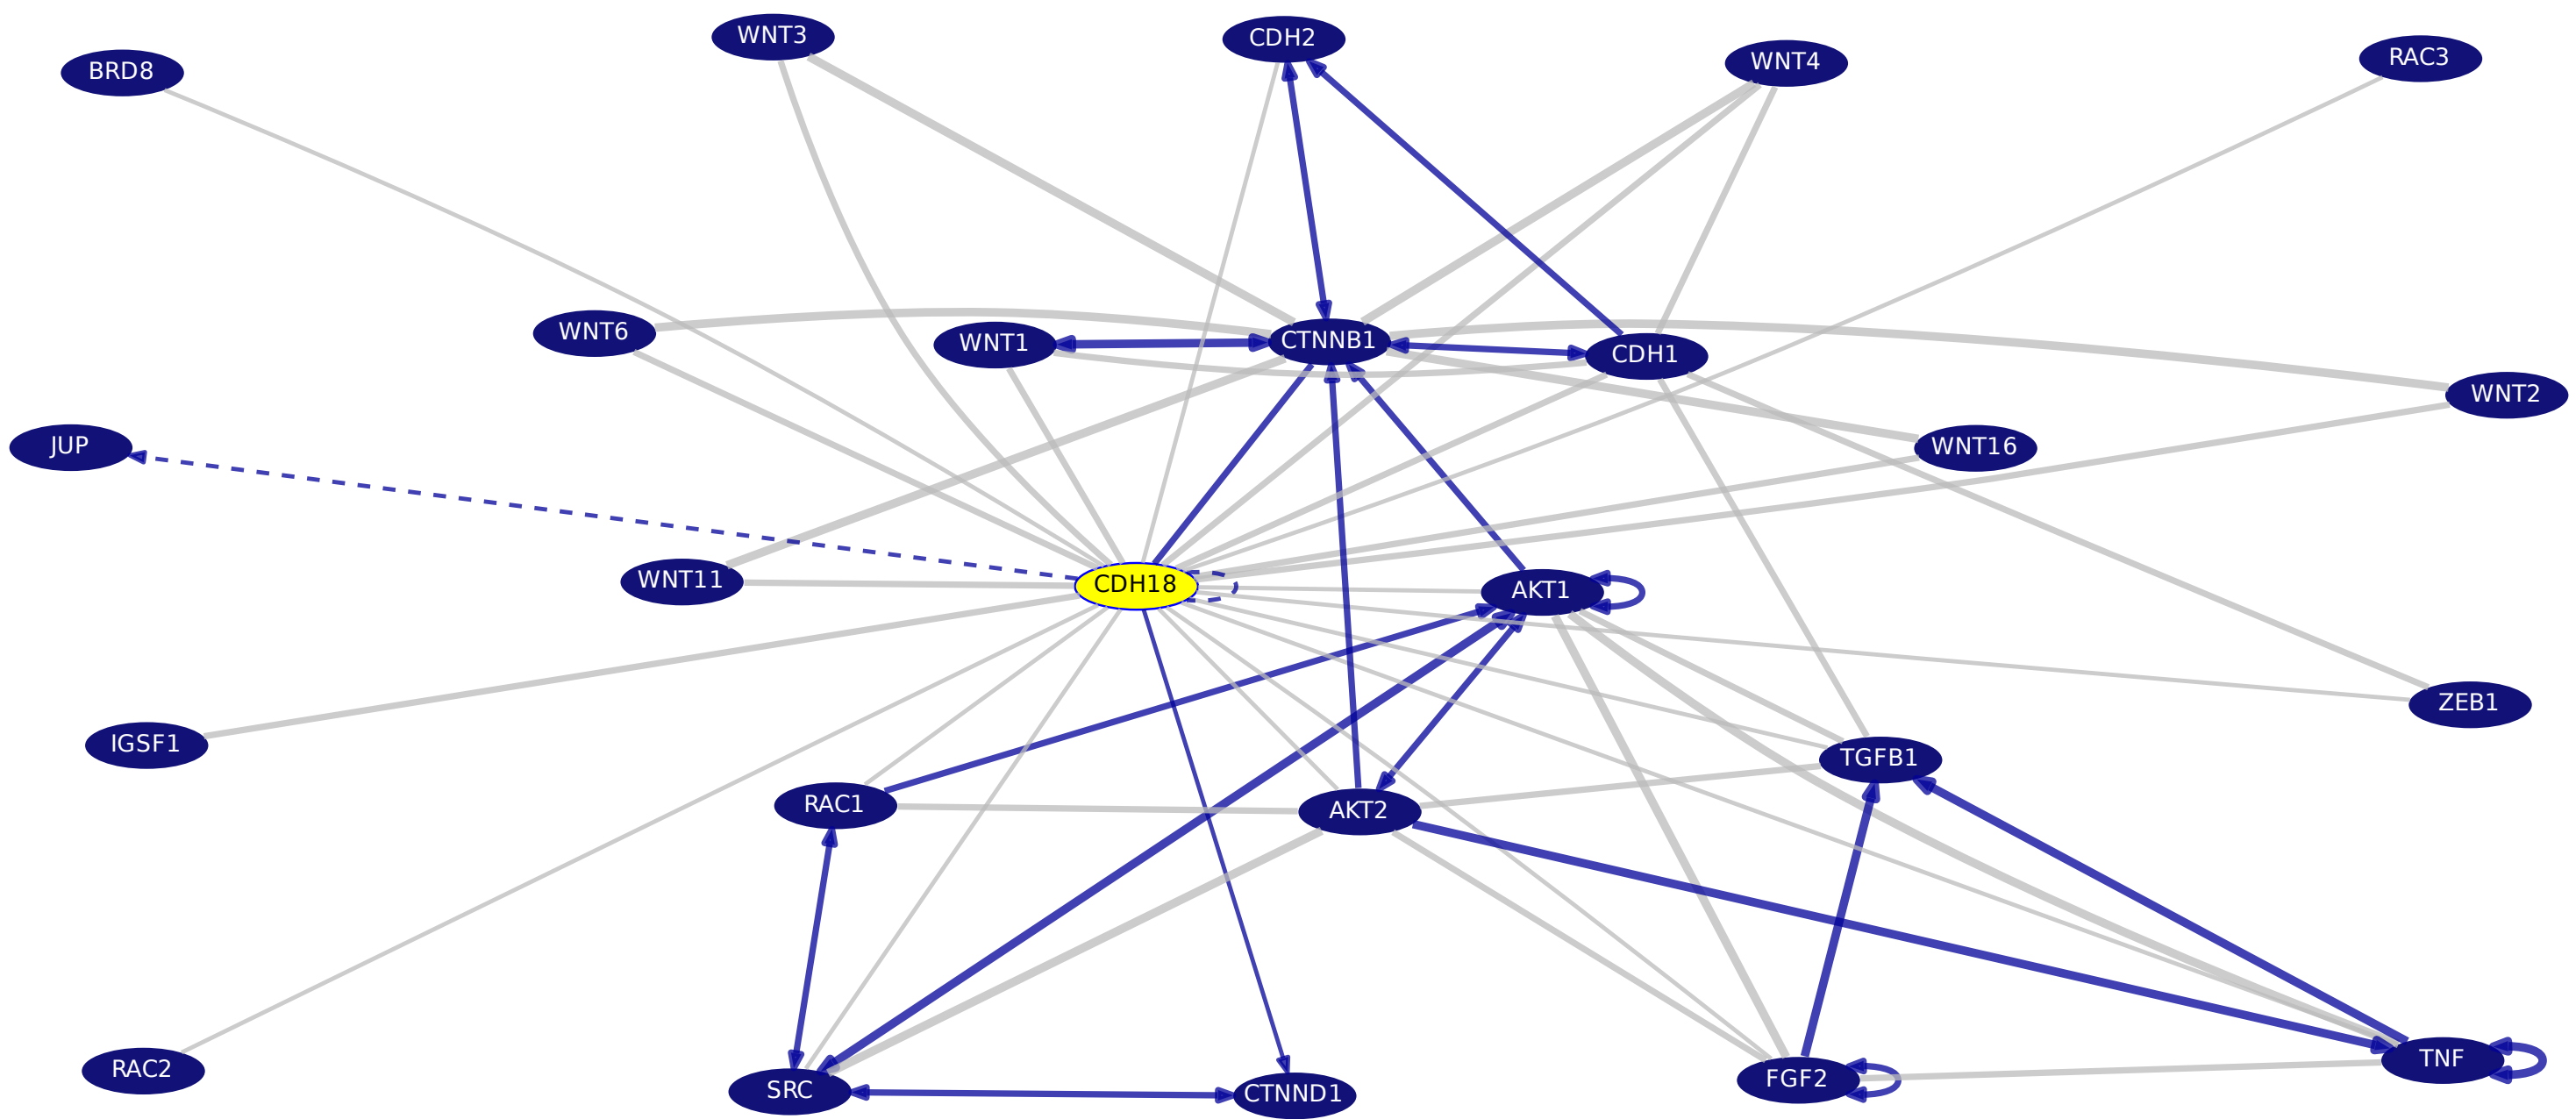 WNT3
CDH2
WNT4
RAC3
BRD8
WNT6
WNT1
CTNNB1
CDH1
WNT2
JUP
WNT16
WNT11
CDH18
AKT1
IGSF1
ZEB1
TGFB1
RAC1
AKT2
RAC2
SRC
CTNND1
FGF2
TNF